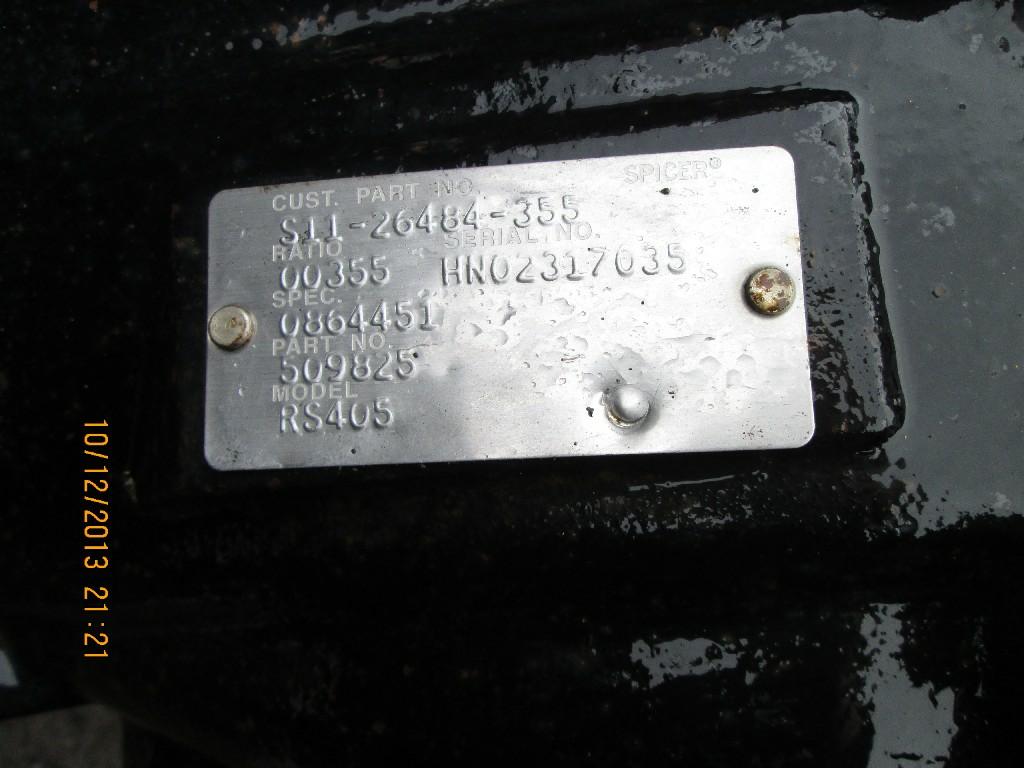 CUST. PART NO. SPICER®
S11-26484-355
RATIO SERIAL NO.
00355 HN02317035
SPEC.
0864451
PART NO.
509825
MODEL
RS405
10/12/2013 21:21